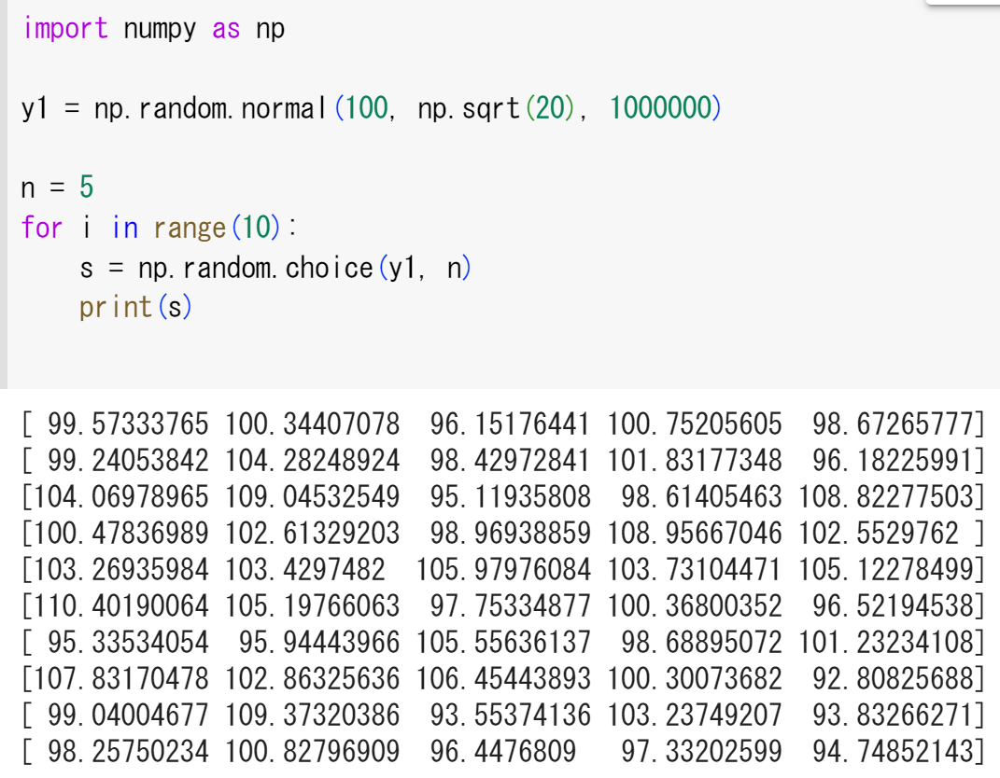 import numpy as np
y1 = np.random.normal(100, np.sqrt(20), 1000000)
n = 5
for i in range(10):
    s = np.random.choice(y1, n)
    print(s)
[ 99.57333765 100.34407078  96.15176441 100.75205605  98.67265777]
[ 99.24053842 104.28248924  98.42972841 101.83177348  96.18225991]
[104.06978965 109.04532549  95.11935808  98.61405463 108.82277503]
[100.47836989 102.61329203  98.96938859 108.95667046 102.5529762 ]
[103.26935984 103.4297482  105.97976084 103.73104471 105.12278499]
[110.40190064 105.19766063  97.75334877 100.36800352  96.52194538]
[ 95.33534054  95.94443966 105.55636137  98.68895072 101.23234108]
[107.83170478 102.86325636 106.45443893 100.30073682  92.80825688]
[ 99.04004677 109.37320386  93.55374136 103.23749207  93.83266271]
[ 98.25750234 100.82796909  96.4476809   97.33202599  94.74852143]